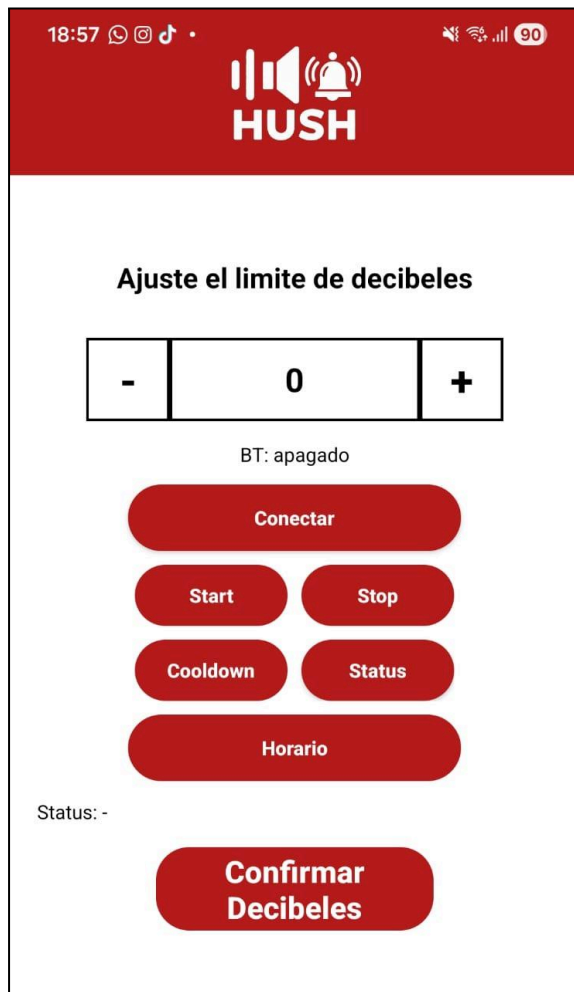 18:57
90
HUSH
Ajuste el limite de decibeles
- 0 +
BT: apagado
Conectar
Start Stop
Cooldown Status
Horario
Status: -
Confirmar
Decibeles